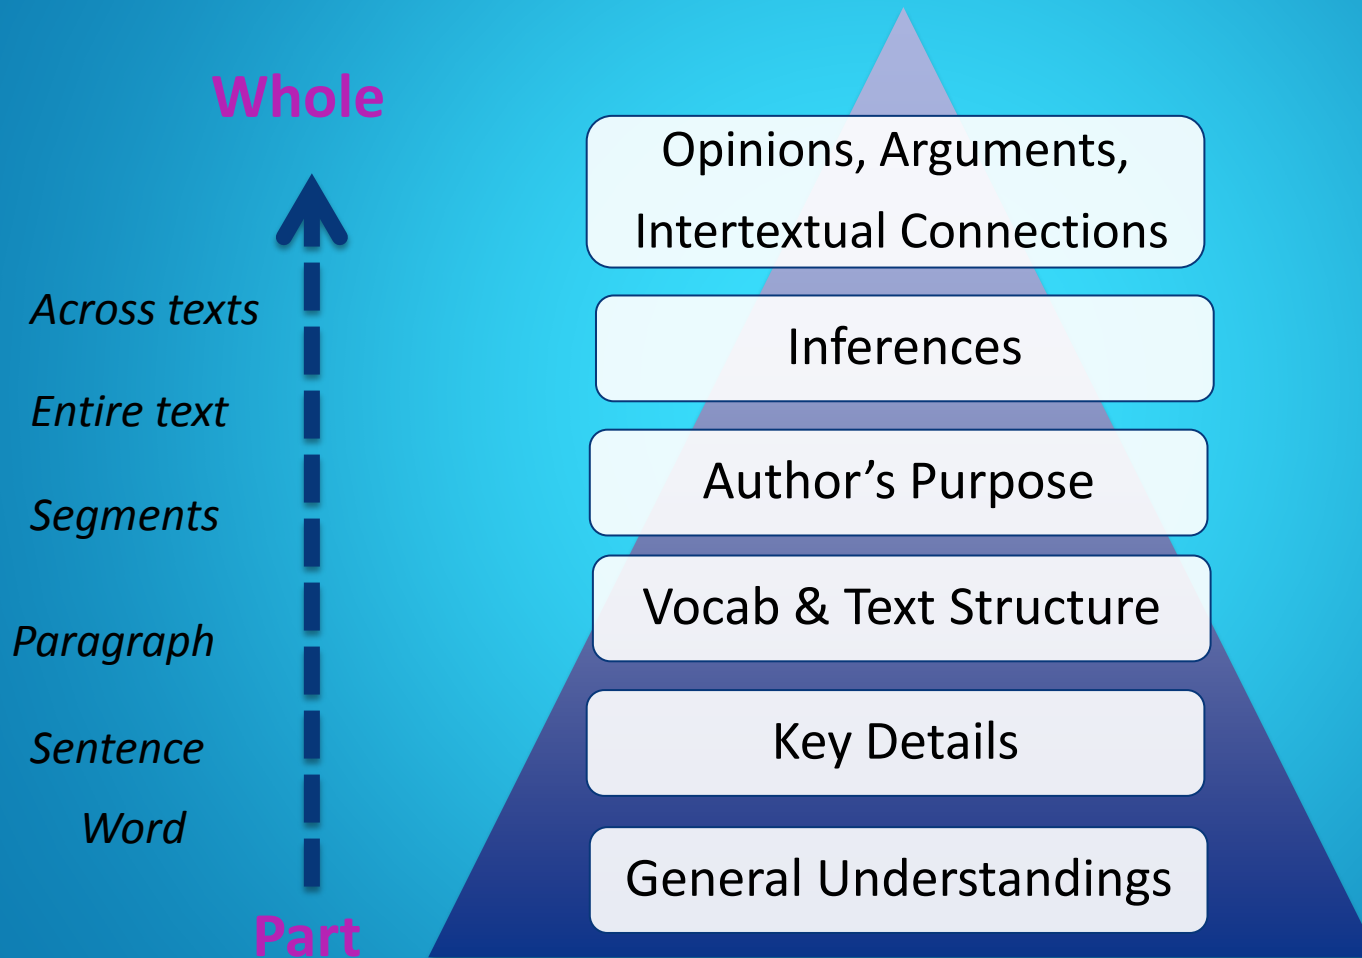 Whole
Across texts
Entire text
Segments
Paragraph
Sentence
Word
Part
Opinions, Arguments,
Intertextual Connections
Inferences
Author’s Purpose
Vocab & Text Structure
Key Details
General Understandings